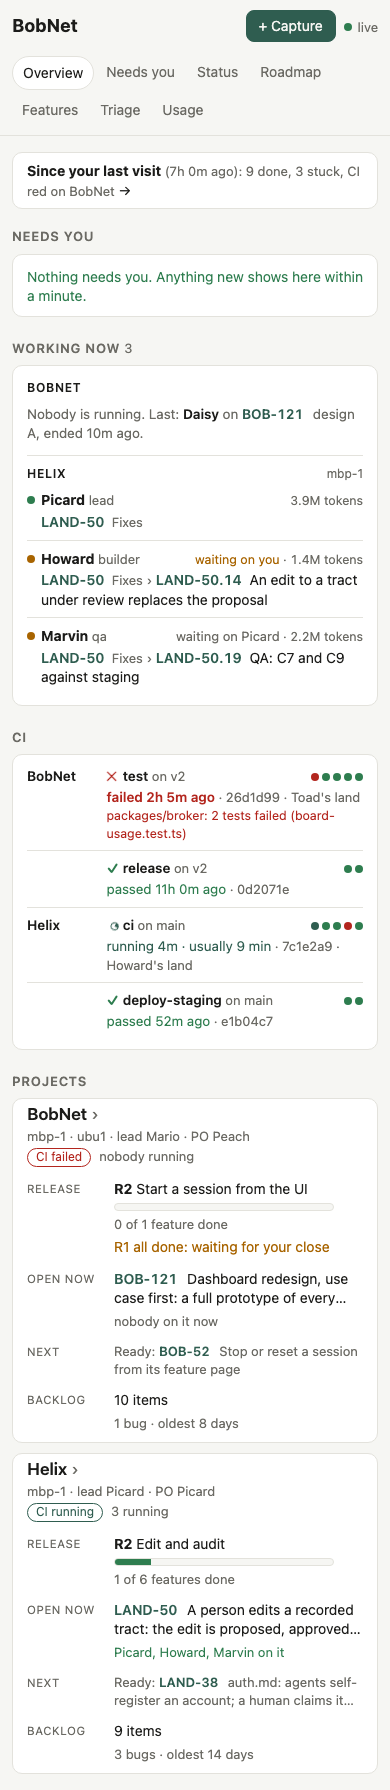 BobNet
+ Capture
live
Overview
Needs you
Status
Roadmap
Features
Triage
Usage
Since your last visit (7h 0m ago): 9 done, 3 stuck, CI
red on BobNet →
NEEDS YOU
Nothing needs you. Anything new shows here within
a minute.
WORKING NOW 3
BOBNET
Nobody is running. Last: Daisy on BOB-121 design
A, ended 10m ago.
HELIX
mbp-1
Picard lead
3.9M tokens
LAND-50 Fixes
Howard builder
waiting on you · 1.4M tokens
LAND-50 Fixes › LAND-50.14 An edit to a tract
under review replaces the proposal
Marvin qa
waiting on Picard · 2.2M tokens
LAND-50 Fixes › LAND-50.19 QA: C7 and C9
against staging
CI
BobNet
test on v2
failed 2h 5m ago · 26d1d99 · Toad's land
packages/broker: 2 tests failed (board-
usage.test.ts)
release on v2
passed 11h 0m ago · 0d2071e
Helix
ci on main
running 4m · usually 9 min · 7c1e2a9 ·
Howard's land
deploy-staging on main
passed 52m ago · e1b04c7
PROJECTS
BobNet ›
mbp-1 · ubu1 · lead Mario · PO Peach
CI failed
nobody running
RELEASE
R2 Start a session from the UI
0 of 1 feature done
R1 all done: waiting for your close
OPEN NOW
BOB-121 Dashboard redesign, use
case first: a full prototype of every…
nobody on it now
NEXT
Ready: BOB-52 Stop or reset a session
from its feature page
BACKLOG
10 items
1 bug · oldest 8 days
Helix ›
mbp-1 · lead Picard · PO Picard
CI running
3 running
RELEASE
R2 Edit and audit
1 of 6 features done
OPEN NOW
LAND-50 A person edits a recorded
tract: the edit is proposed, approved…
Picard, Howard, Marvin on it
NEXT
Ready: LAND-38 auth.md: agents self-
register an account; a human claims it…
BACKLOG
9 items
3 bugs · oldest 14 days